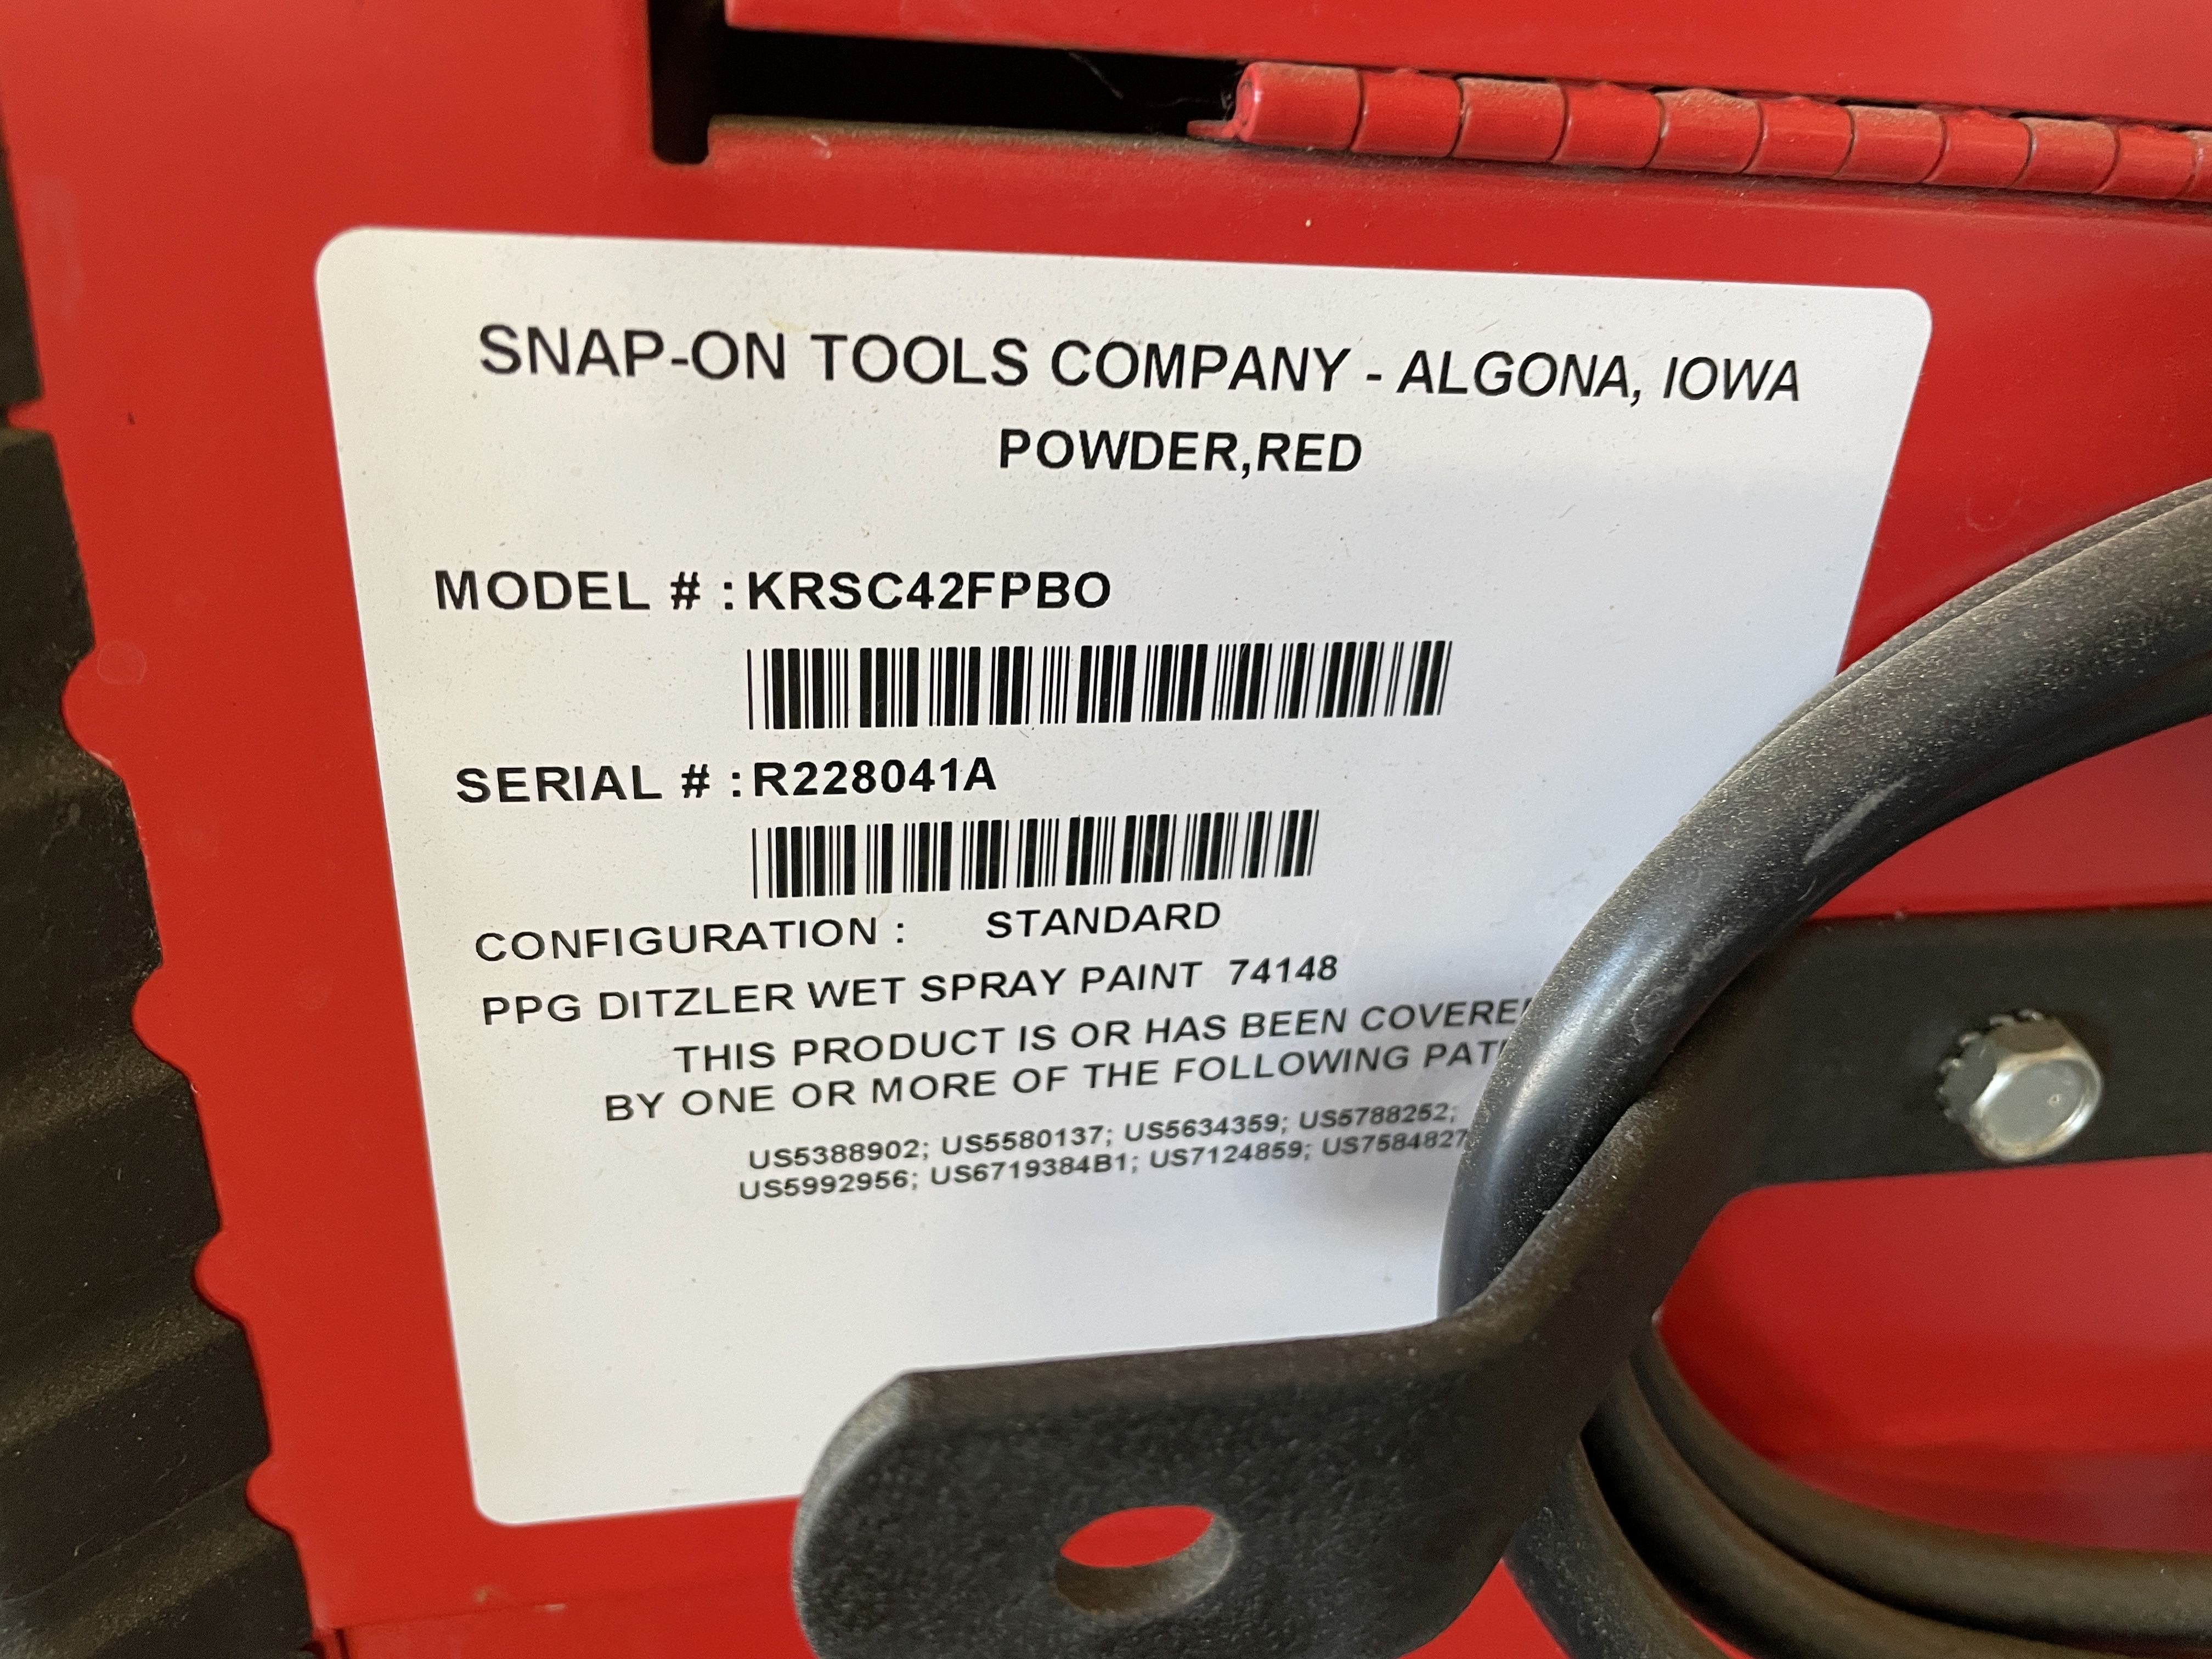 SNAP-ON TOOLS COMPANY - ALGONA, IOWA
POWDER,RED
MODEL # : KRSC42FPBO
SERIAL # : R228041A
CONFIGURATION : STANDARD
PPG DITZLER WET SPRAY PAINT 74148
THIS PRODUCT IS OR HAS BEEN
BY ONE OR MORE OF THE FOLLOWING
US5388902; US5580137; US5634359; US5788252;
US5992956; US6719384B1; US7124859; US7584827